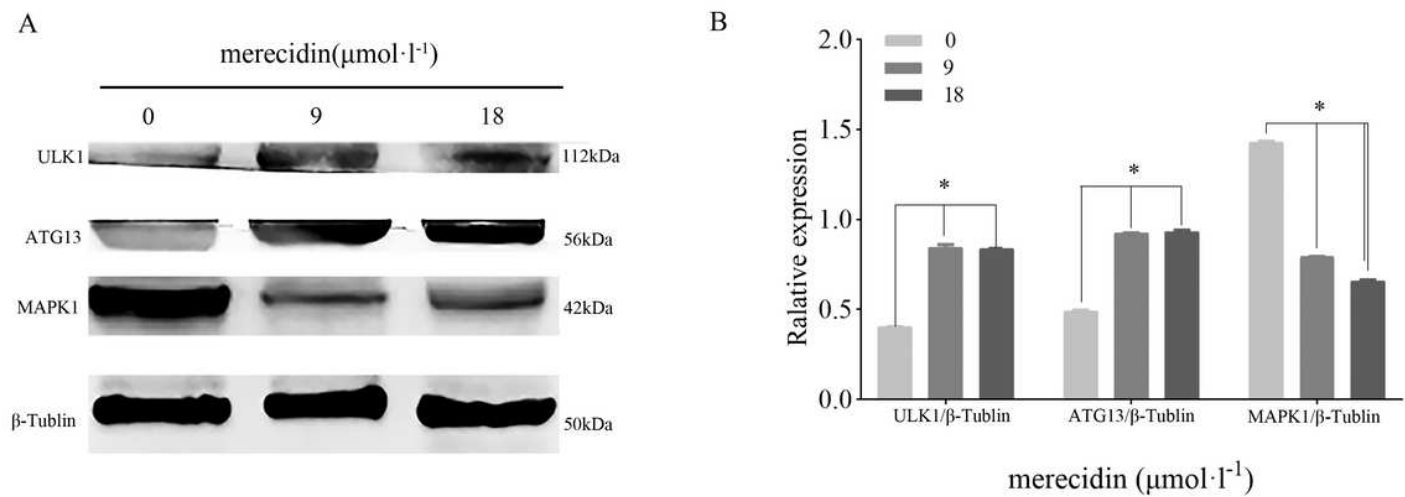 A
merecidin(μmol·l⁻¹)
0 9 18
ULK1 112kDa
ATG13 56kDa
MAPK1 42kDa
β-Tublin 50kDa
B
Ralative expression
2.0
1.5
1.0
0.5
0.0
0
9
18
*
*
*
ULK1/β-Tublin ATG13/β-Tublin MAPK1/β-Tublin
merecidin (μmol·l⁻¹)